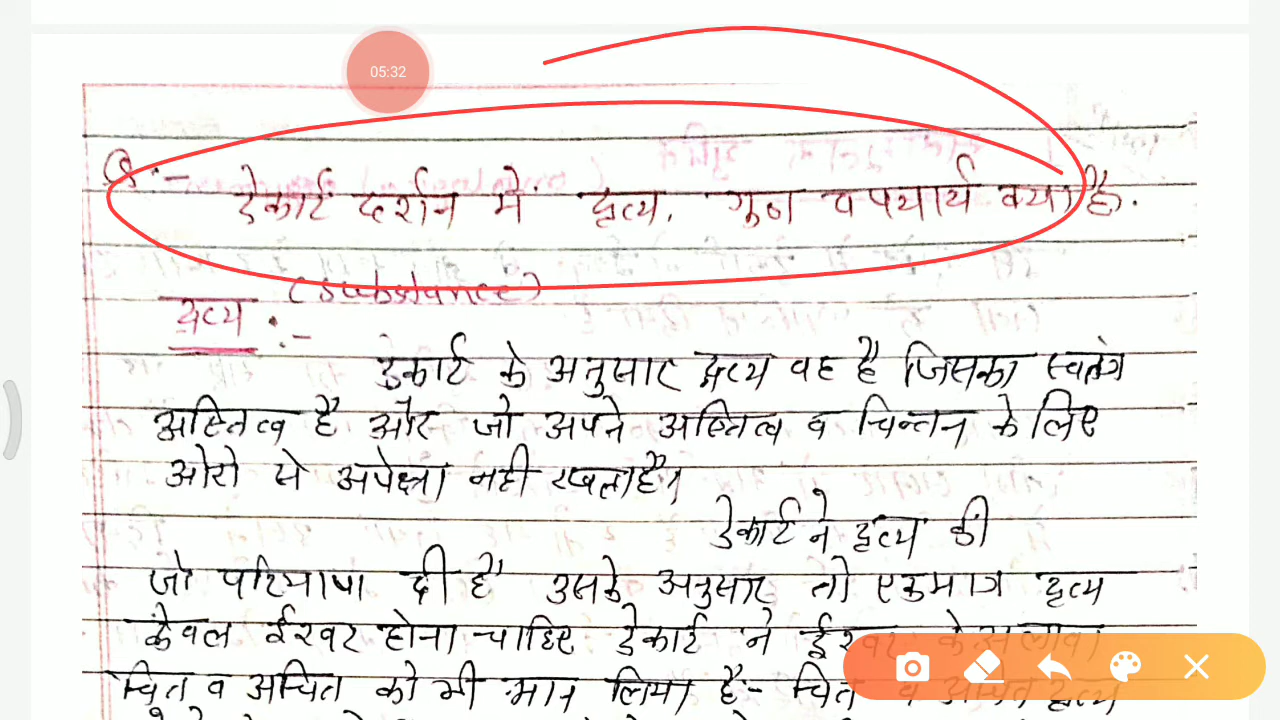 05:32
प्र:-
डेकार्ट दर्शन में द्रव्य, गुण व पर्याय क्या है.
(Substance)
द्रव्य :-
डेकार्ट के अनुसार द्रव्य वह है जिसका स्वतंत्र
अस्तित्व है और जो अपने अस्तित्व व चिन्तन के लिए
ओरो से अपेक्षा नही रखता है।
डेकार्ट ने द्रव्य की
जो परिभाषा दी है उसके अनुसार तो एकमात्र द्रव्य
केवल ईश्वर होना चाहिए डेकार्ट ने ईश्वर के अलावा
चित व अचित को भी मान लिया है - चित व अचित द्रव्य